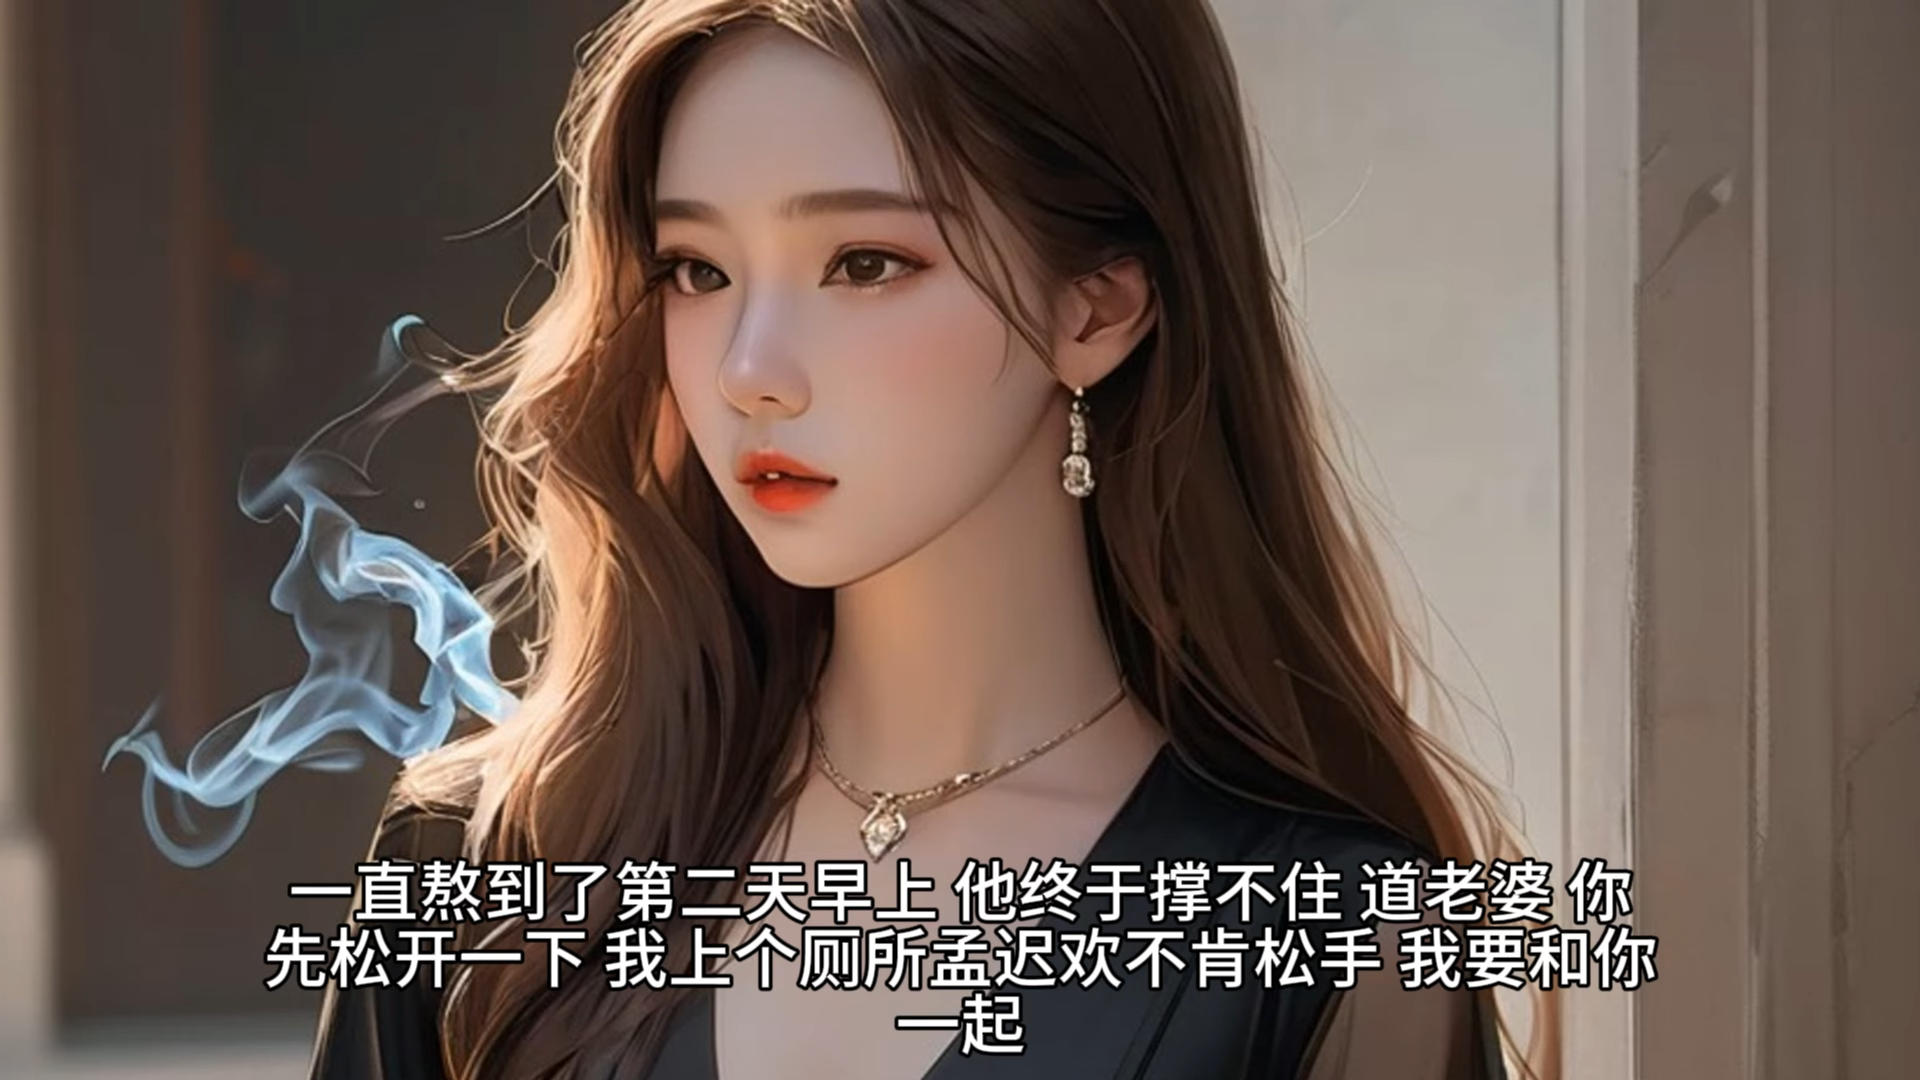 一直熬到了第二天早上 他终于撑不住 道老婆 你
先松开一下 我上个厕所孟迟欢不肯松手 我要和你
一起